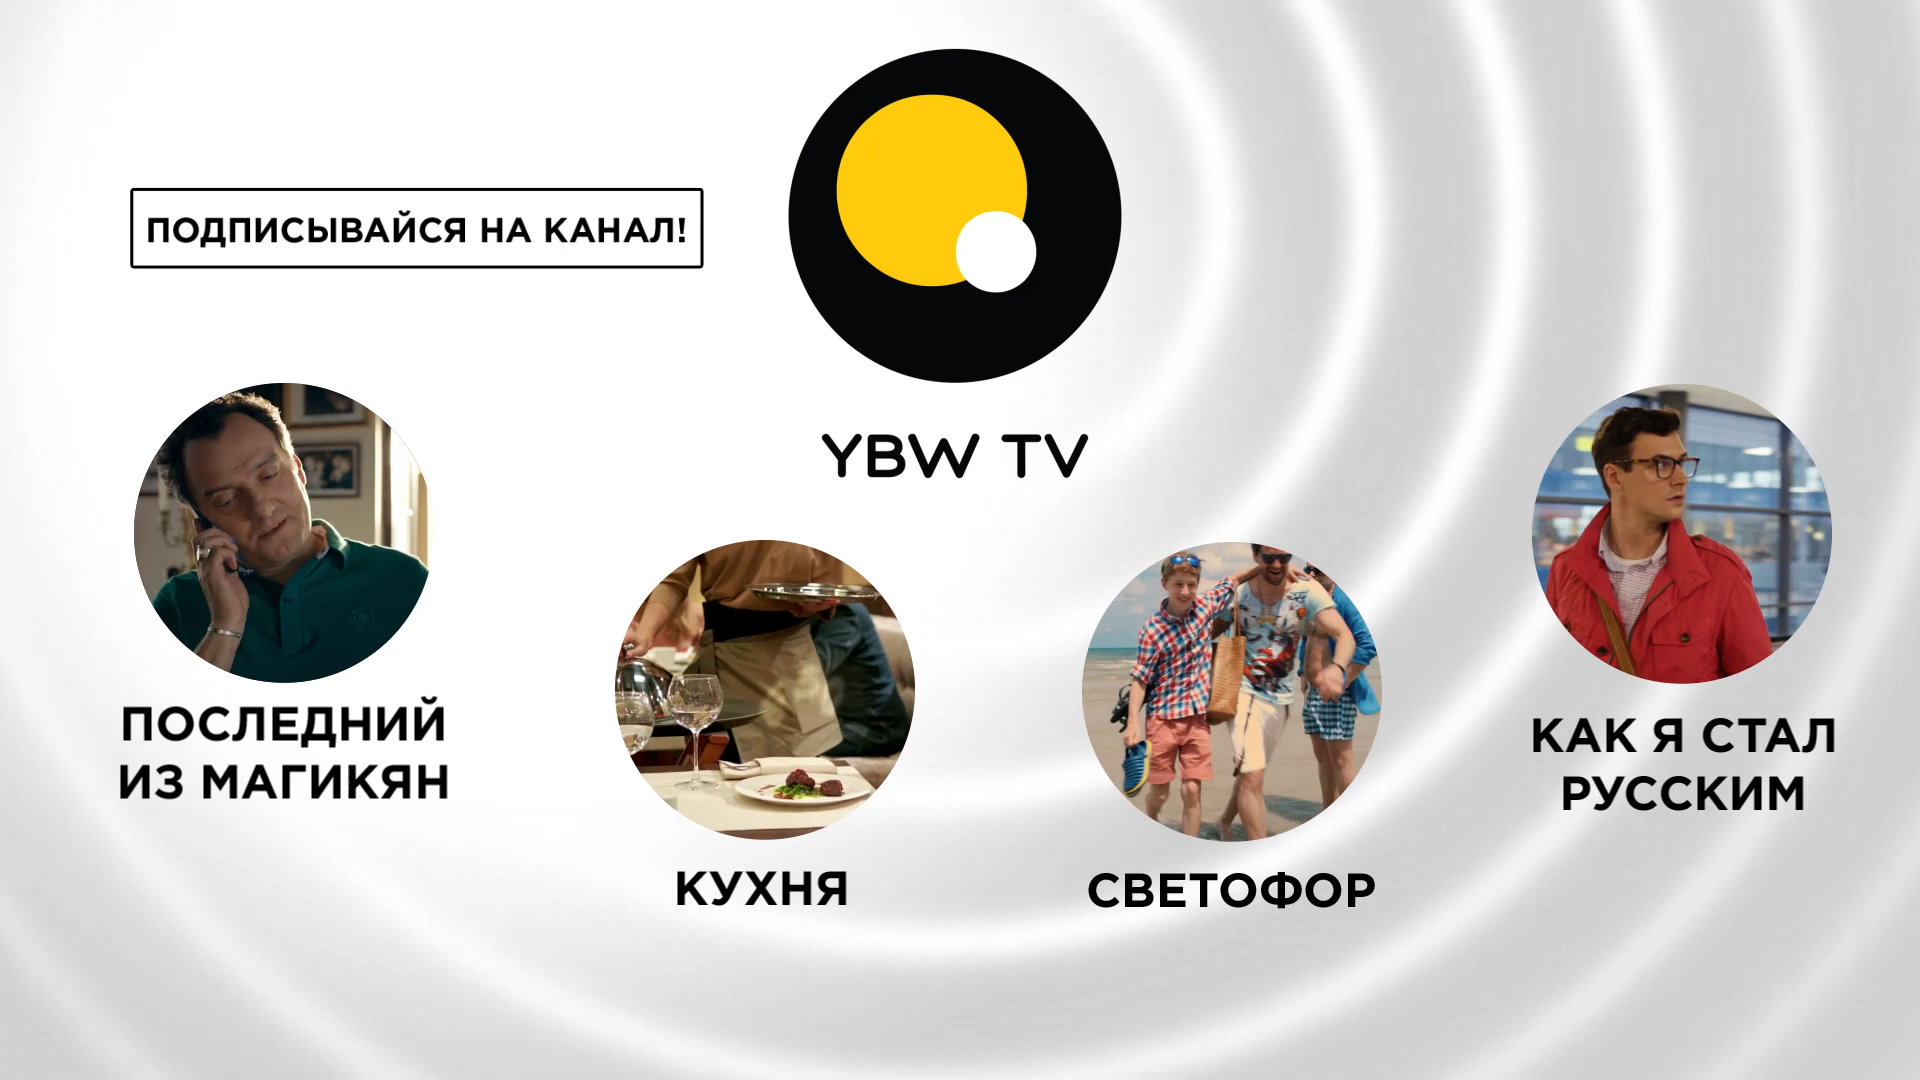 ПОДПИСЫВАЙСЯ НА КАНАЛ!
YBW TV
ПОСЛЕДНИЙ
ИЗ МАГИКЯН
КУХНЯ
СВЕТОФОР
КАК Я СТАЛ
РУССКИМ